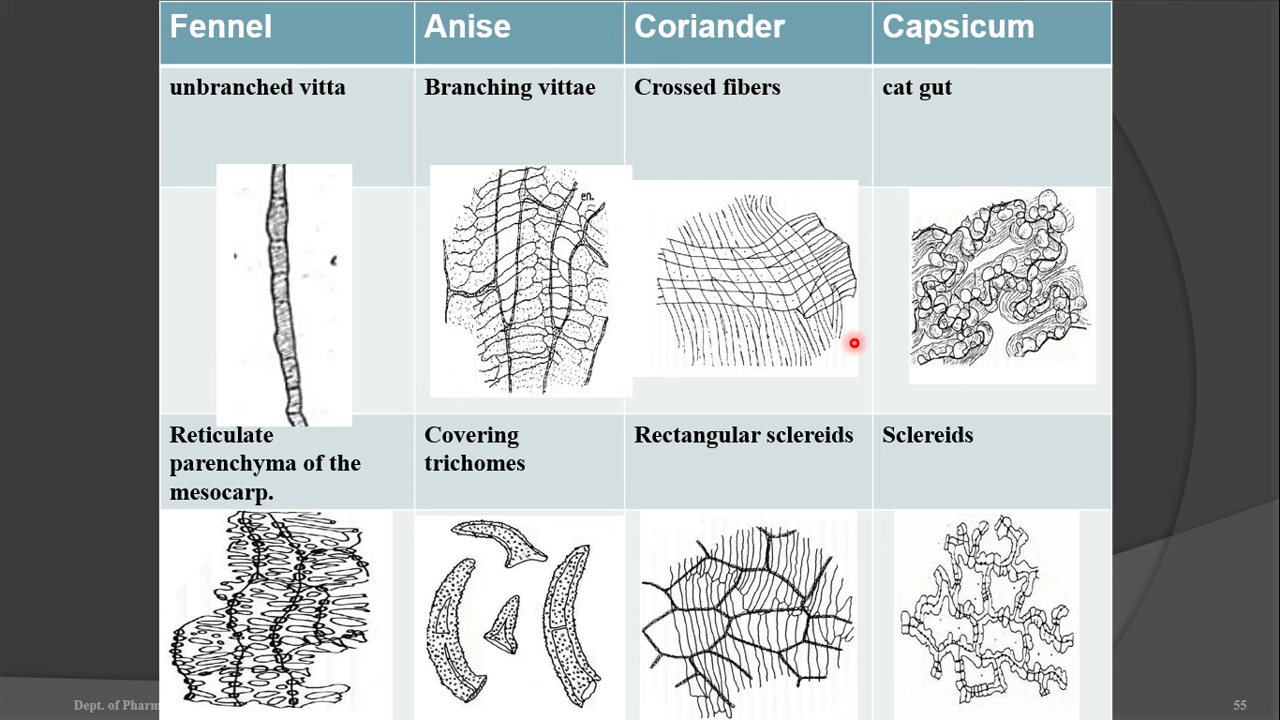 Fennel
Anise
Coriander
Capsicum
unbranched vitta
Branching vittae
Crossed fibers
cat gut
en.
Reticulate
parenchyma of the
mesocarp.
Covering
trichomes
Rectangular sclereids
Sclereids
Dept. of Pharm
55